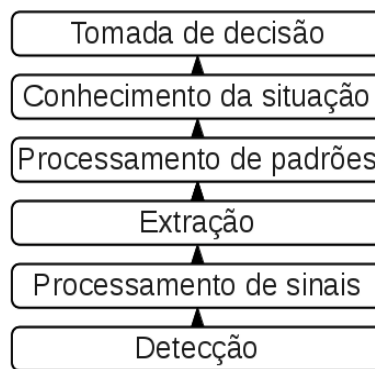 Tomada de decisão
Conhecimento da situação
Processamento de padrões
Extração
Processamento de sinais
Detecção